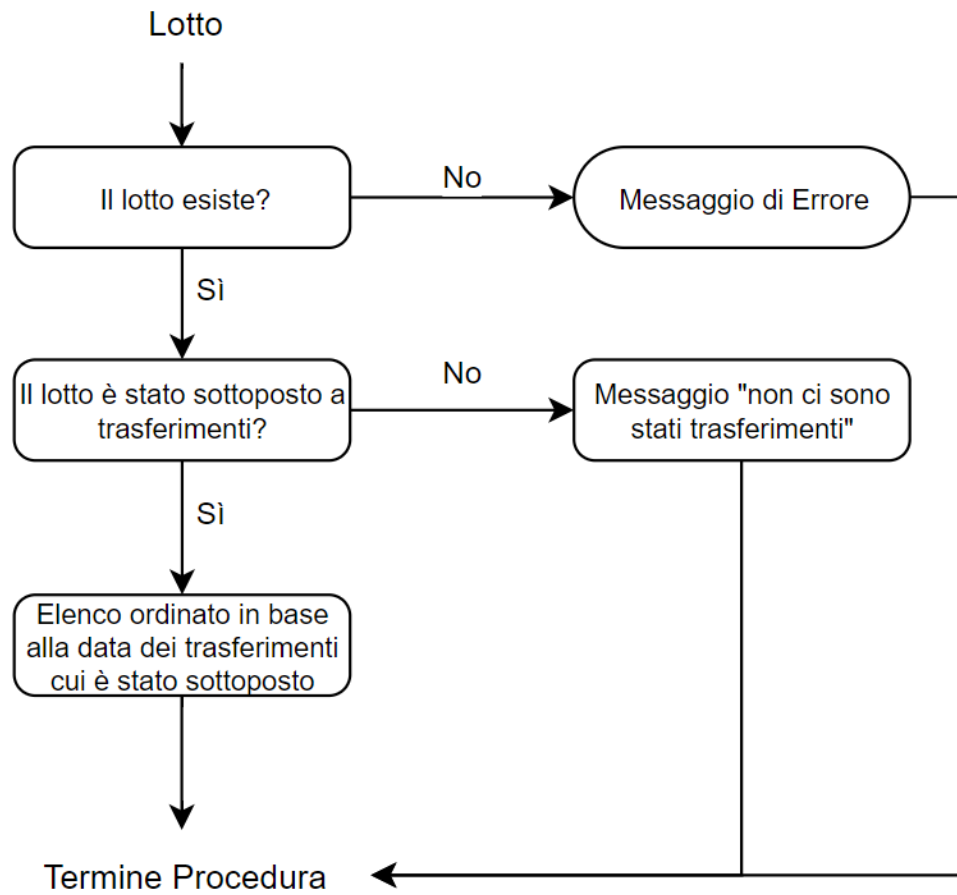 Lotto
Il lotto esiste?
No
Messaggio di Errore
Sì
Il lotto è stato sottoposto a
trasferimenti?
No
Messaggio "non ci sono
stati trasferimenti"
Sì
Elenco ordinato in base
alla data dei trasferimenti
cui è stato sottoposto
Termine Procedura